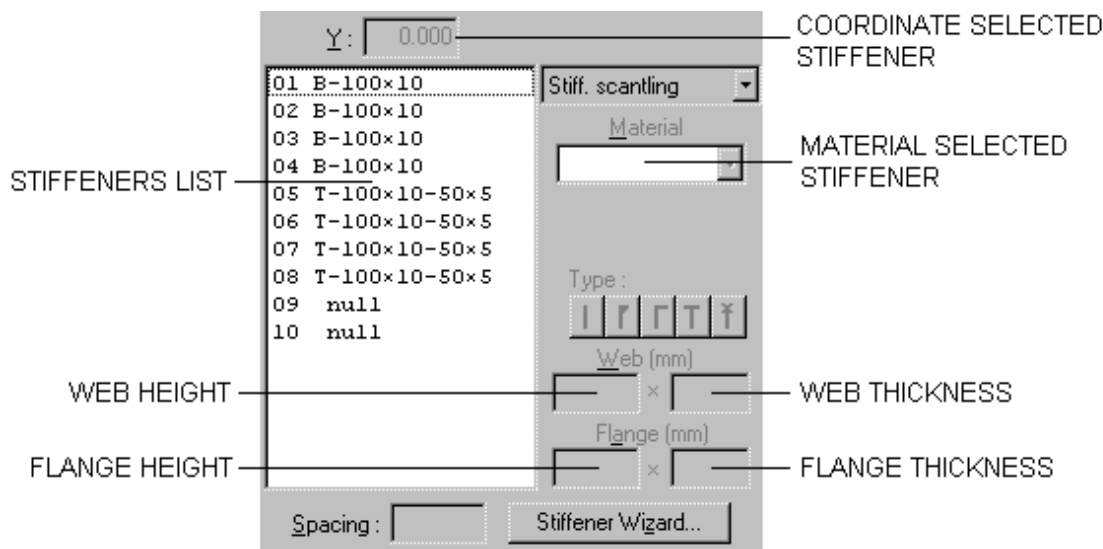 Y : 0.000
COORDINATE SELECTED
STIFFENER
01 B-100×10
02 B-100×10
03 B-100×10
04 B-100×10
05 T-100×10-50×5
06 T-100×10-50×5
07 T-100×10-50×5
08 T-100×10-50×5
09 null
10 null
STIFFENERS LIST
Stiff. scantling
Material
MATERIAL SELECTED
STIFFENER
Type :
Web (mm)
WEB HEIGHT
×
WEB THICKNESS
Flange (mm)
FLANGE HEIGHT
×
FLANGE THICKNESS
Spacing :
Stiffener Wizard...